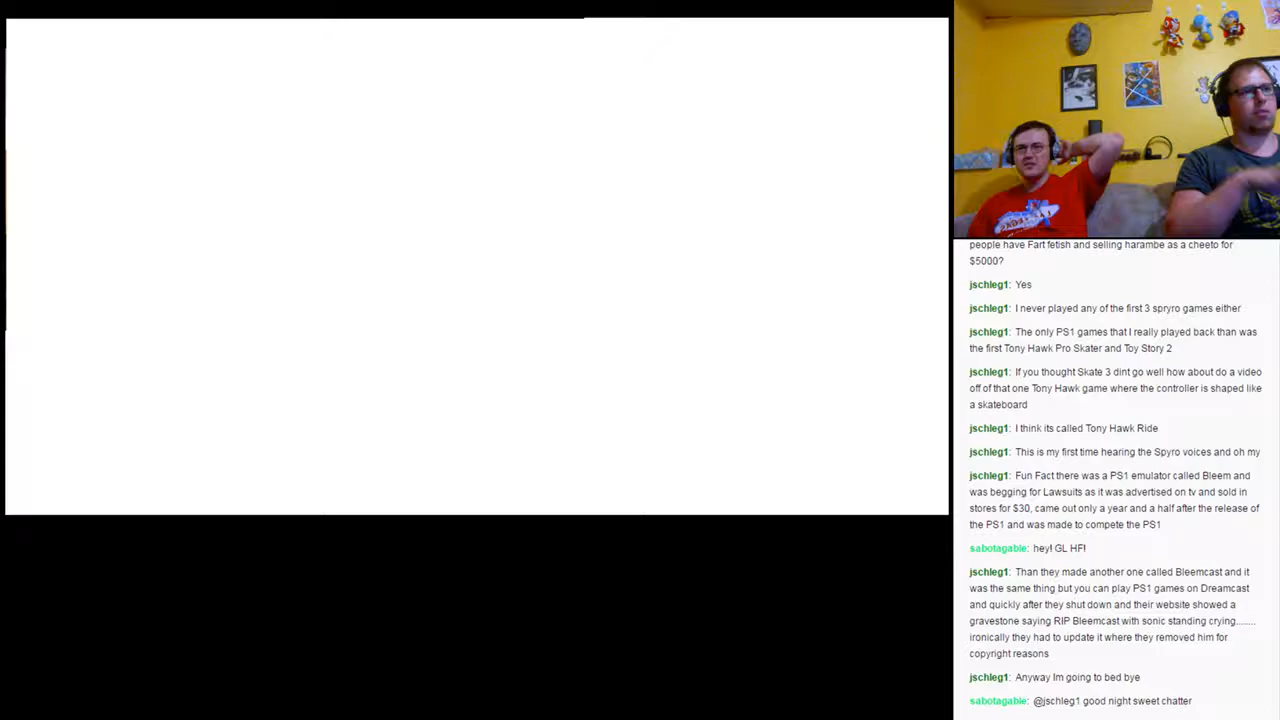 people have Fart fetish and selling harambe as a cheeto for
$5000?
jschleg1: Yes
jschleg1: I never played any of the first 3 spryro games either
jschleg1: The only PS1 games that I really played back than was
the first Tony Hawk Pro Skater and Toy Story 2
jschleg1: If you thought Skate 3 dint go well how about do a video
off of that one Tony Hawk game where the controller is shaped like
a skateboard
jschleg1: I think its called Tony Hawk Ride
jschleg1: This is my first time hearing the Spyro voices and oh my
jschleg1: Fun Fact there was a PS1 emulator called Bleem and
was begging for Lawsuits as it was advertised on tv and sold in
stores for $30, came out only a year and a half after the release of
the PS1 and was made to compete the PS1
sabotagable: hey! GL HF!
jschleg1: Than they made another one called Bleemcast and it
was the same thing but you can play PS1 games on Dreamcast
and quickly after they shut down and their website showed a
gravestone saying RIP Bleemcast with sonic standing crying........
ironically they had to update it where they removed him for
copyright reasons
jschleg1: Anyway Im going to bed bye
sabotagable: @jschleg1 good night sweet chatter